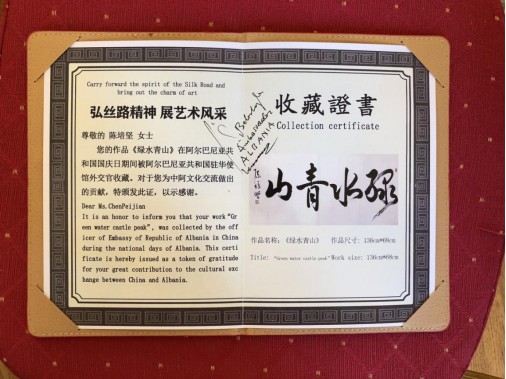 Carry forward the spirit of the Silk Road and
bring out the charm of art
弘丝路精神 展艺术风采
尊敬的 陈培坚 女士
您的作品《绿水青山》在阿尔巴尼亚共
和国国庆日期间被阿尔巴尼亚共和国驻华使
馆外交官收藏。对于您为中阿文化交流做出
的贡献，特颁发此证，以示感谢。
Dear Ms.ChenPeijian
It is an honor to inform you that your work“Gr
een water castle peak”, was collected by the off
icer of Embassy of Republic of Albania in China
during the national days of Albania. This certi
ficate is hereby issued as a token of gratitude
for your great contribution to the cultural exc
hange between China and Albania.
Ambassador
ALBANIA
收藏證書
Collection certificate
山青水绿
作品名称：《绿水青山》 作品尺寸：136cm*69cm
Title: “Green water castle peak” Work size: 136cm*69cm